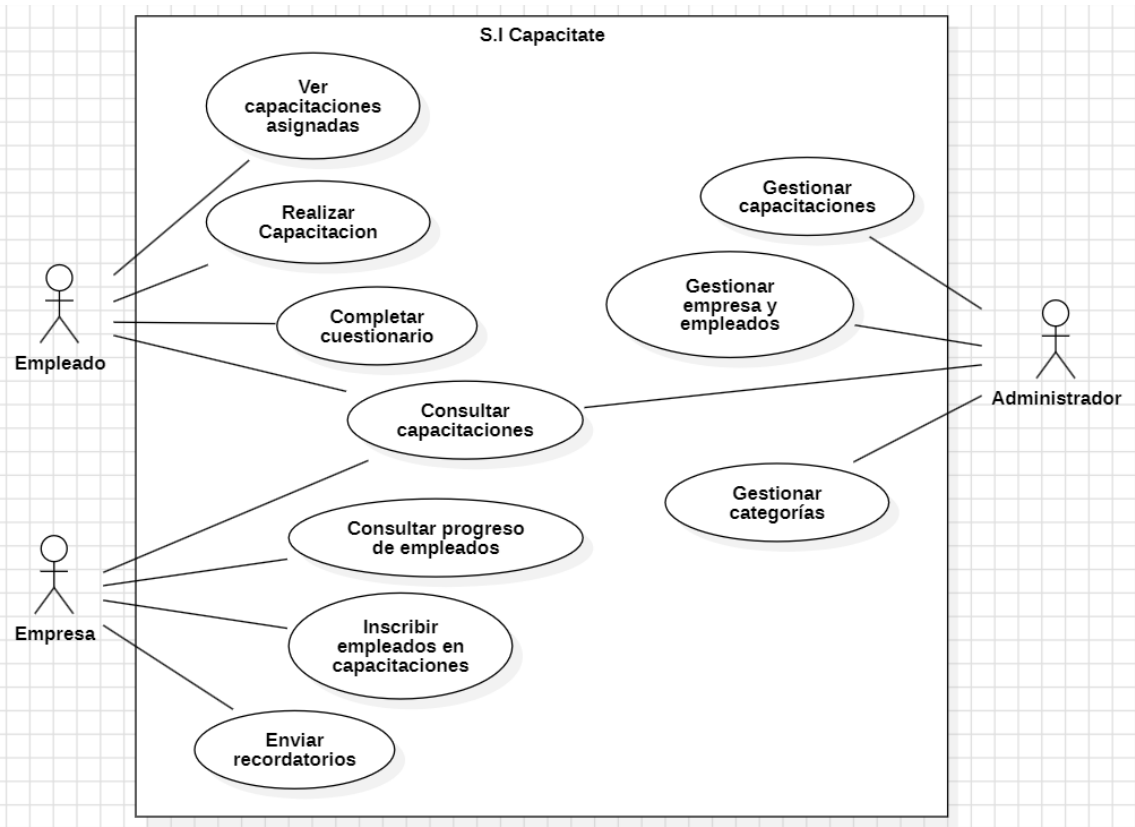 S.I Capacitate
Ver
capacitaciones
asignadas
Realizar
Capacitacion
Completar
cuestionario
Consultar
capacitaciones
Consultar progreso
de empleados
Inscribir
empleados en
capacitaciones
Enviar
recordatorios
Gestionar
capacitaciones
Gestionar
empresa y
empleados
Gestionar
categorías
Empleado
Empresa
Administrador